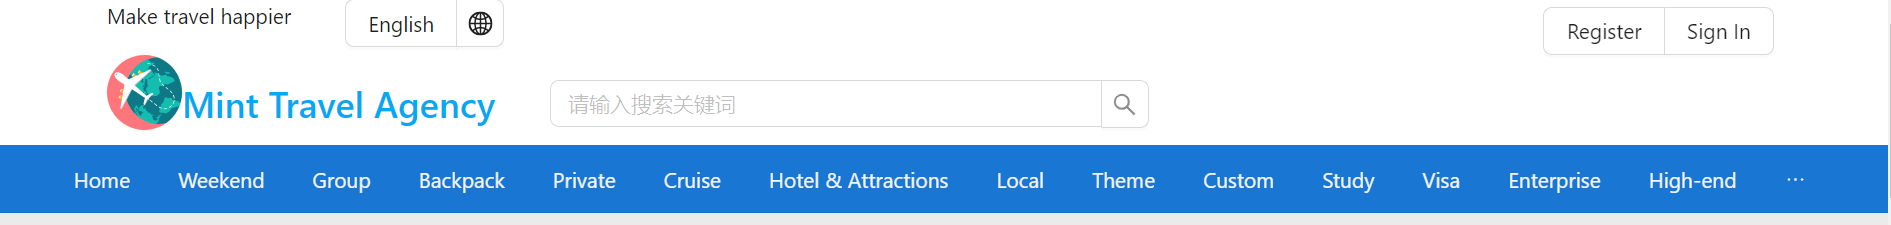 Make travel happier
English
Register
Sign In
Mint Travel Agency
请输入搜索关键词
Home Weekend Group Backpack Private Cruise Hotel & Attractions Local Theme Custom Study Visa Enterprise High-end ···